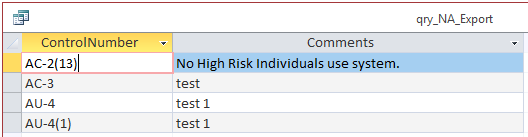 qry_NA_Export
ControlNumber Comments
AC-2(13) No High Risk Individuals use system.
AC-3 test
AU-4 test 1
AU-4(1) test 1